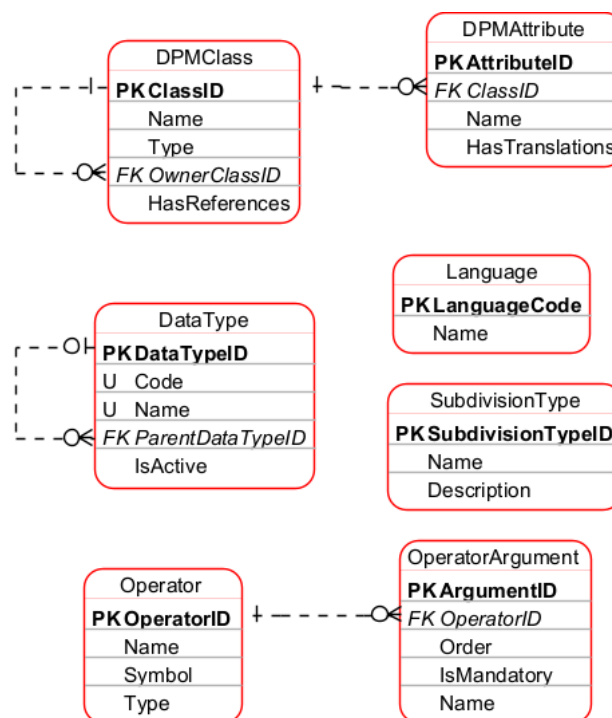 DPMClass
PK ClassID
Name
Type
FK OwnerClassID
HasReferences
DPMAttribute
PK AttributeID
FK ClassID
Name
HasTranslations
DataType
PK DataTypeID
U Code
U Name
FK ParentDataTypeID
IsActive
Language
PK LanguageCode
Name
SubdivisionType
PK SubdivisionTypeID
Name
Description
Operator
PK OperatorID
Name
Symbol
Type
OperatorArgument
PK ArgumentID
FK OperatorID
Order
IsMandatory
Name